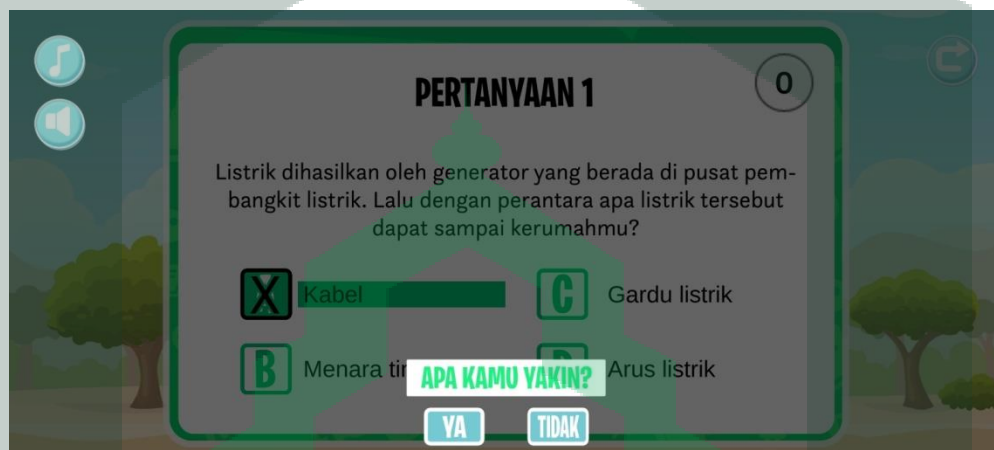 PERTANYAAN 1
0
Listrik dihasilkan oleh generator yang berada di pusat pem-
bangkit listrik. Lalu dengan perantara apa listrik tersebut
dapat sampai kerumahmu?
X Kabel
C Gardu listrik
B Menara
Arus listrik
APA KAMU YAKIN?
YA
TIDAK